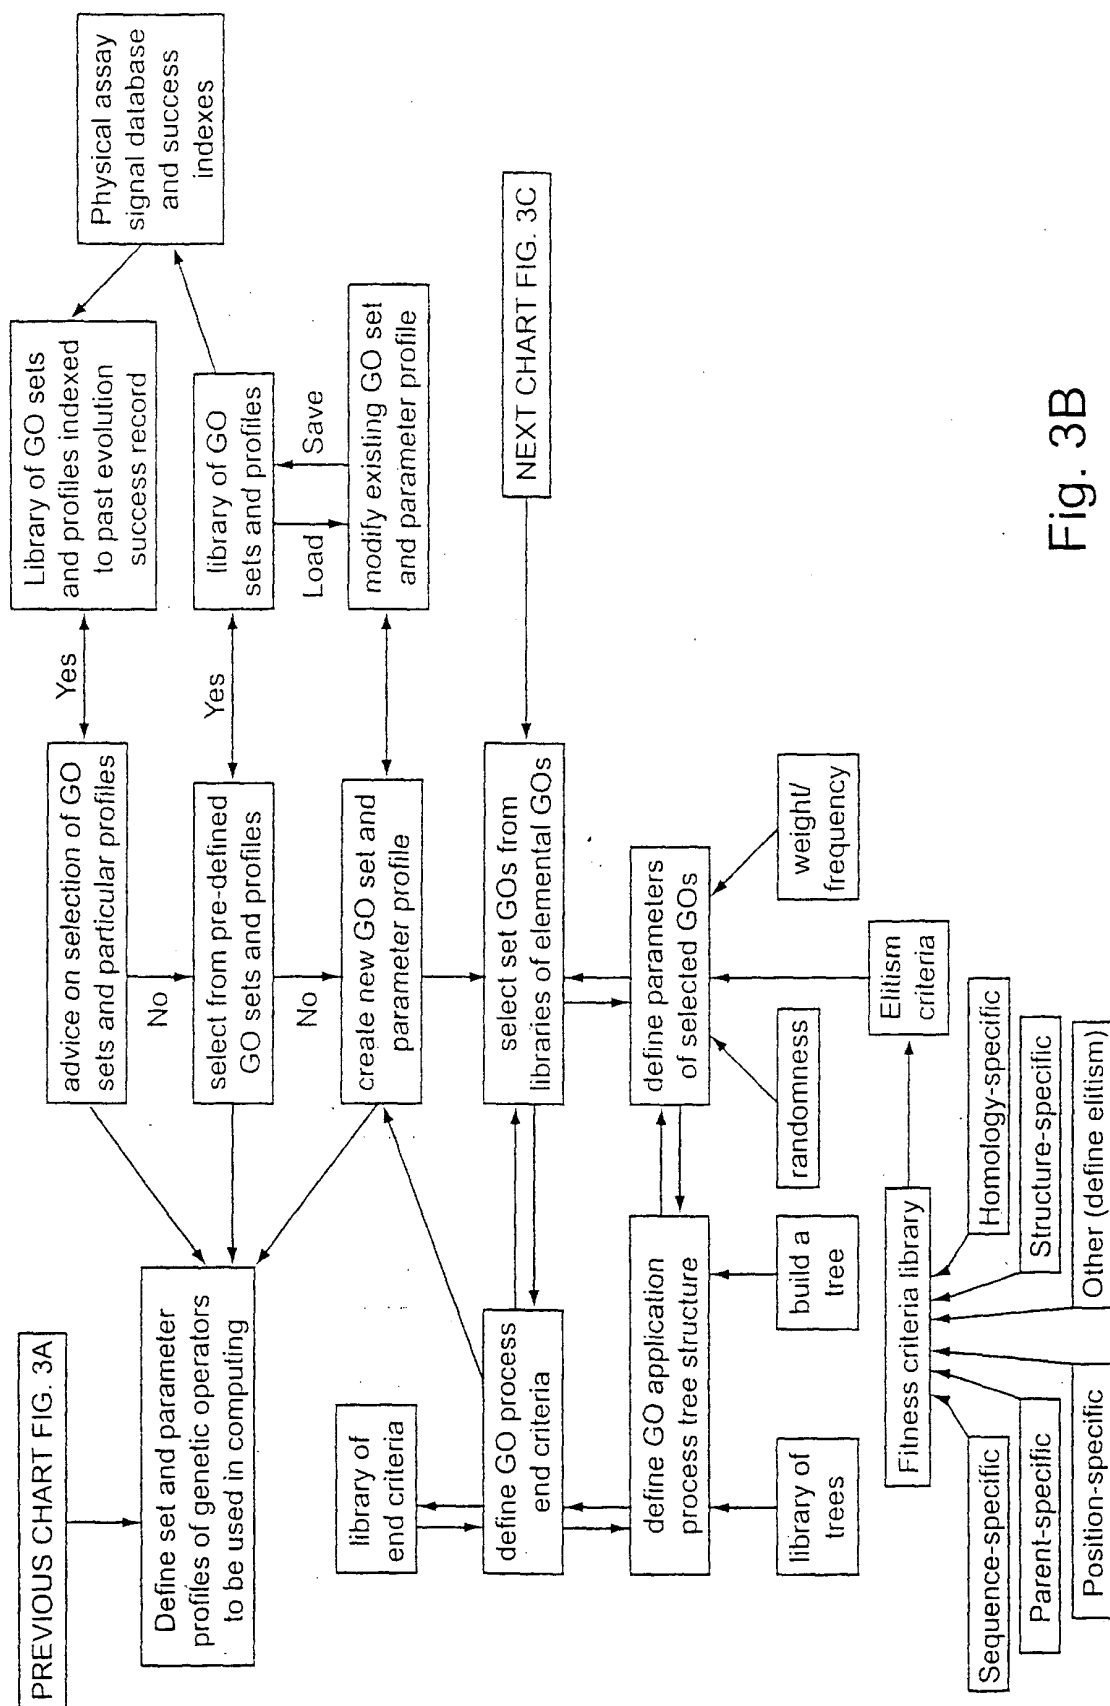 PREVIOUS CHART FIG. 3A
Define set and parameter
profiles of genetic operators
to be used in computing
advice on selection of GO
sets and particular profiles
Yes
Library of GO sets
and profiles indexed
to past evolution
success record
Physical assay
signal database
and success
indexes
No
select from pre-defined
GO sets and profiles
Yes
library of GO
sets and profiles
No
Load
Save
create new GO set and
parameter profile
modify existing GO set
and parameter profile
library of
end criteria
define GO process
end criteria
select set GOs from
libraries of elemental GOs
NEXT CHART FIG. 3C
define GO application
process tree structure
define parameters
of selected GOs
library of
trees
build a
tree
randomness
weight/
frequency
Elitism
criteria
Fitness criteria library
Sequence-specific
Homology-specific
Parent-specific
Structure-specific
Position-specific
Other (define elitism)
Fig. 3B